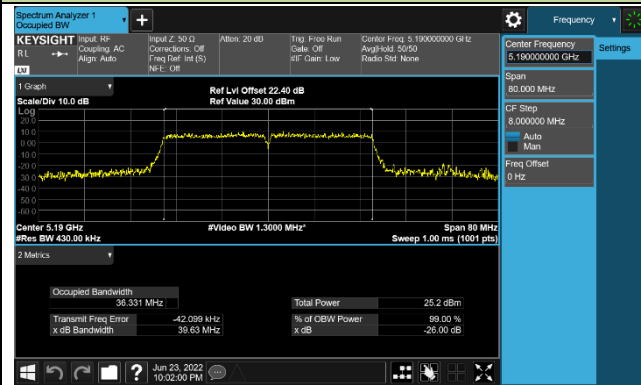 Spectrum Analyzer 1
Occupied BW
Frequency
KEYSIGHT
RL
LXI
Input: RF
Coupling: AC
Align: Auto
Input Z: 50 Ω
Corrections: Off
Freq Ref: Int (S)
NFE: Off
Atten: 20 dB
Trig: Free Run
Gate: Off
#IF Gain: Low
Center Freq: 5.190000000 GHz
Avg|Hold: 50/50
Radio Std: None
1 Graph
Scale/Div 10.0 dB
Ref Lvl Offset 22.40 dB
Ref Value 30.00 dBm
Log
20.0
10.0
0.00
-10.0
-20.0
-30.0
-40.0
-50.0
-60.0
Center 5.19 GHz
#Res BW 430.00 kHz
#Video BW 1.3000 MHz*
Span 80 MHz
Sweep 1.00 ms (1001 pts)
2 Metrics
Occupied Bandwidth
36.331 MHz
Transmit Freq Error
-42.099 kHz
x dB Bandwidth
39.63 MHz
Total Power
25.2 dBm
% of OBW Power
99.00 %
x dB
-26.00 dB
Center Frequency
5.190000000 GHz
Span
80.000 MHz
CF Step
8.000000 MHz
Auto
Man
Freq Offset
0 Hz
Settings
?
Jun 23, 2022
10:02:00 PM